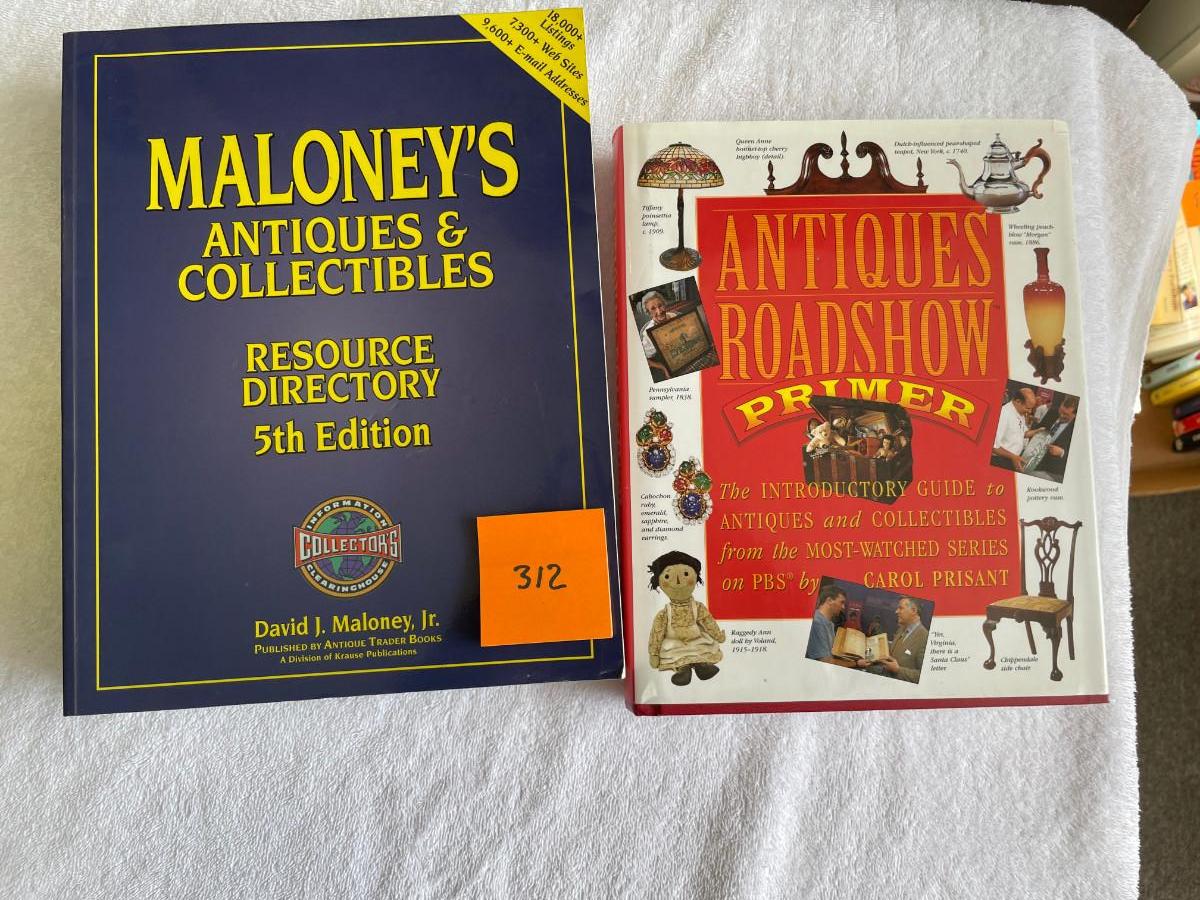 18,000+
Listings
7300+ Web Sites
9,600+ E-mail Addresses
MALONEY'S
ANTIQUES &
COLLECTIBLES
RESOURCE
DIRECTORY
5th Edition
INFORMATION
COLLECTOR'S
CLEARINGHOUSE
David J. Maloney, Jr.
PUBLISHED BY ANTIQUE TRADER BOOKS
A Division of Krause Publications
312
Queen Anne
bonnet-top cherry
highboy (detail).
Dutch-influenced pear-shaped
teapot, New York, c. 1740.
Tiffany
poinsettia
lamp,
c. 1909.
Wheeling peach-
blow "Morgan"
vase, 1886.
ANTIQUES
ROADSHOW™
PRIMER
Pennsylvania
sampler, 1838.
Cabochon
ruby,
emerald,
sapphire,
and diamond
earrings.
Rookwood
pottery vase.
The INTRODUCTORY GUIDE to
ANTIQUES and COLLECTIBLES
from the MOST-WATCHED SERIES
on PBS® by CAROL PRISANT
Raggedy Ann
doll by Volland,
1915-1918.
"Yes,
Virginia,
there is a
Santa Claus"
letter
Chippendale
side chair